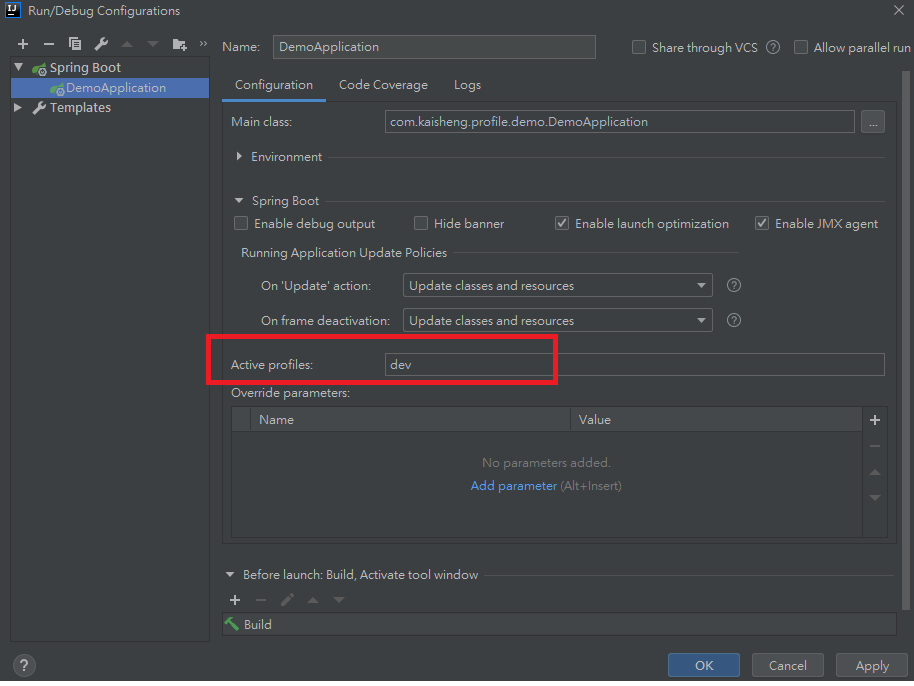 IJ Run/Debug Configurations
Name: DemoApplication Share through VCS ? Allow parallel run
Spring Boot
DemoApplication
Templates
Configuration Code Coverage Logs
Main class: com.kaisheng.profile.demo.DemoApplication ...
Environment
Spring Boot
Enable debug output Hide banner Enable launch optimization Enable JMX agent
Running Application Update Policies
On 'Update' action: Update classes and resources ?
On frame deactivation: Update classes and resources ?
Active profiles: dev
Override parameters:
Name Value
No parameters added.
Add parameter (Alt+Insert)
Before launch: Build, Activate tool window
Build
? OK Cancel Apply